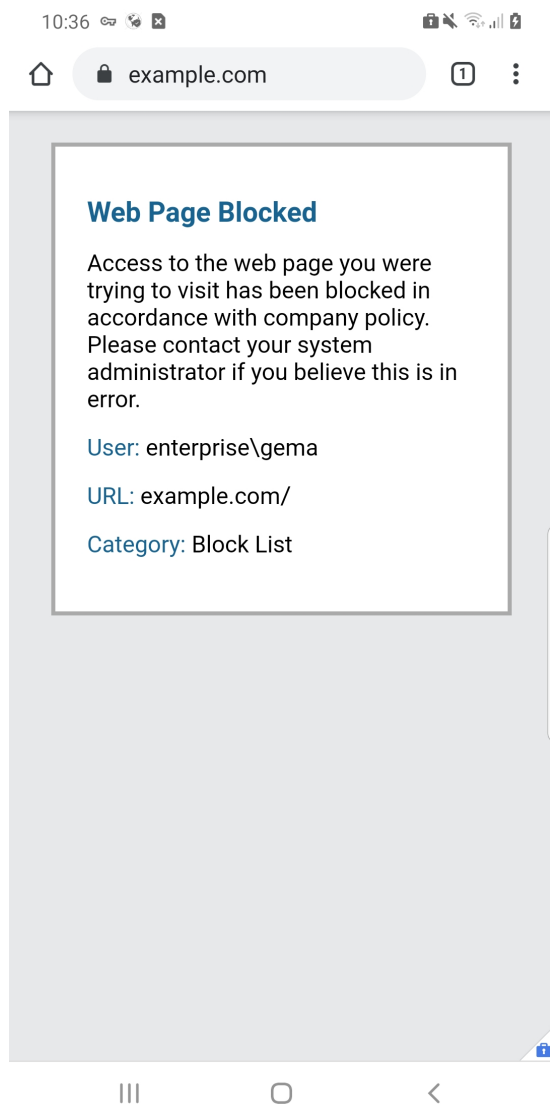 10:36
example.com
1
Web Page Blocked
Access to the web page you were
trying to visit has been blocked in
accordance with company policy.
Please contact your system
administrator if you believe this is in
error.
User: enterprise\gema
URL: example.com/
Category: Block List